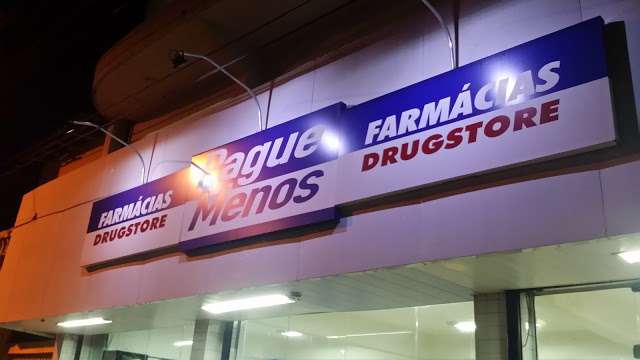 FARMÁCIAS
DRUGSTORE
Pague
Menos
FARMÁCIAS
DRUGSTORE